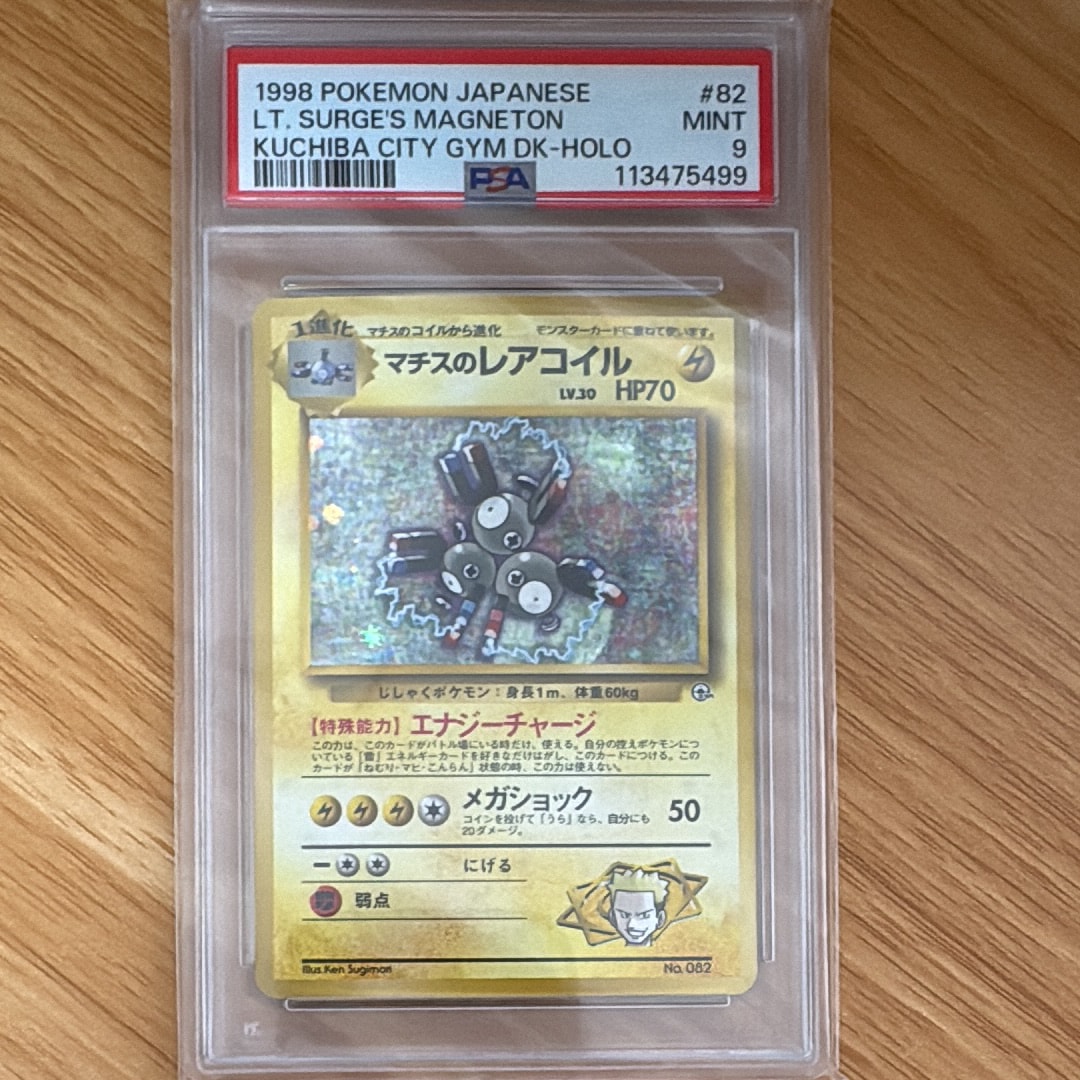 1998 POKEMON JAPANESE #82
LT. SURGE'S MAGNETON MINT
KUCHIBA CITY GYM DK-HOLO 9
PSA 113475499
1進化 マチスのコイルから進化 モンスターカードに重ねて使います。
マチスのレアコイル
LV.30 HP70
じしゃくポケモン：身長1m、体重60kg
【特殊能力】エナジーチャージ
この力は、このカードがバトル場にいる時だけ、使える。自分の控えポケモンにつ
いている「雷」エネルギーカードを好きなだけはがし、このカードにつける。この
カードが「ねむり・マヒ・こんらん」状態の時、この力は使えない。
メガショック 50
コインを投げて「うら」なら、自分にも
20ダメージ。
にげる
弱点
Illus.Ken Sugimori No. 082